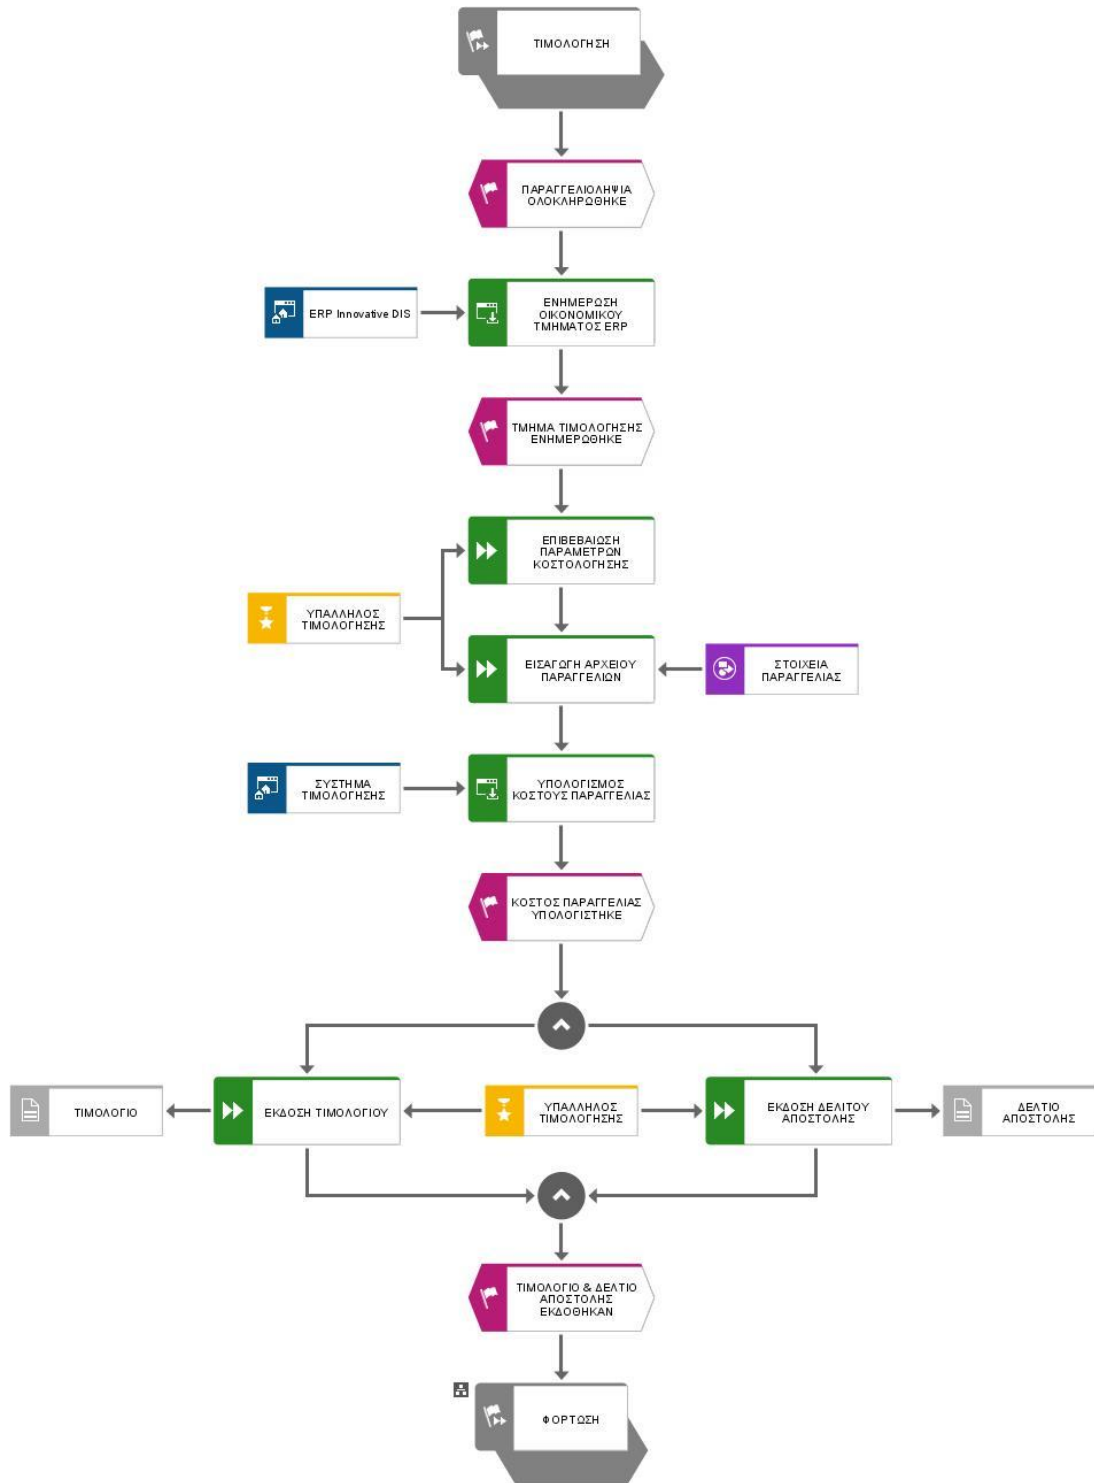 ΤΙΜΟΛΟΓΗΣΗ
ΠΑΡΑΓΓΕΛΙΟΛΗΨΙΑ
ΟΛΟΚΛΗΡΩΘΗΚΕ
ERP Innovative DIS
ΕΝΗΜΕΡΩΣΗ
ΟΙΚΟΝΟΜΙΚΟΥ
ΤΜΗΜΑΤΟΣ ERP
ΤΜΗΜΑ ΤΙΜΟΛΟΓΗΣΗΣ
ΕΝΗΜΕΡΩΘΗΚΕ
ΕΠΙΒΕΒΑΙΩΣΗ
ΠΑΡΑΜΕΤΡΩΝ
ΚΟΣΤΟΛΟΓΗΣΗΣ
ΥΠΑΛΛΗΛΟΣ
ΤΙΜΟΛΟΓΗΣΗΣ
ΕΙΣΑΓΩΓΗ ΑΡΧΕΙΟΥ
ΠΑΡΑΓΓΕΛΙΩΝ
ΣΤΟΙΧΕΙΑ
ΠΑΡΑΓΓΕΛΙΑΣ
ΣΥΣΤΗΜΑ
ΤΙΜΟΛΟΓΗΣΗΣ
ΥΠΟΛΟΓΙΣΜΟΣ
ΚΟΣΤΟΥΣ ΠΑΡΑΓΓΕΛΙΑΣ
ΚΟΣΤΟΣ ΠΑΡΑΓΓΕΛΙΑΣ
ΥΠΟΛΟΓΙΣΤΗΚΕ
ΤΙΜΟΛΟΓΙΟ
ΕΚΔΟΣΗ ΤΙΜΟΛΟΓΙΟΥ
ΥΠΑΛΛΗΛΟΣ
ΤΙΜΟΛΟΓΗΣΗΣ
ΕΚΔΟΣΗ ΔΕΛΙΤΟΥ
ΑΠΟΣΤΟΛΗΣ
ΔΕΛΤΙΟ
ΑΠΟΣΤΟΛΗΣ
ΤΙΜΟΛΟΓΙΟ & ΔΕΛΤΙΟ
ΑΠΟΣΤΟΛΗΣ
ΕΚΔΟΘΗΚΑΝ
ΦΟΡΤΩΣΗ